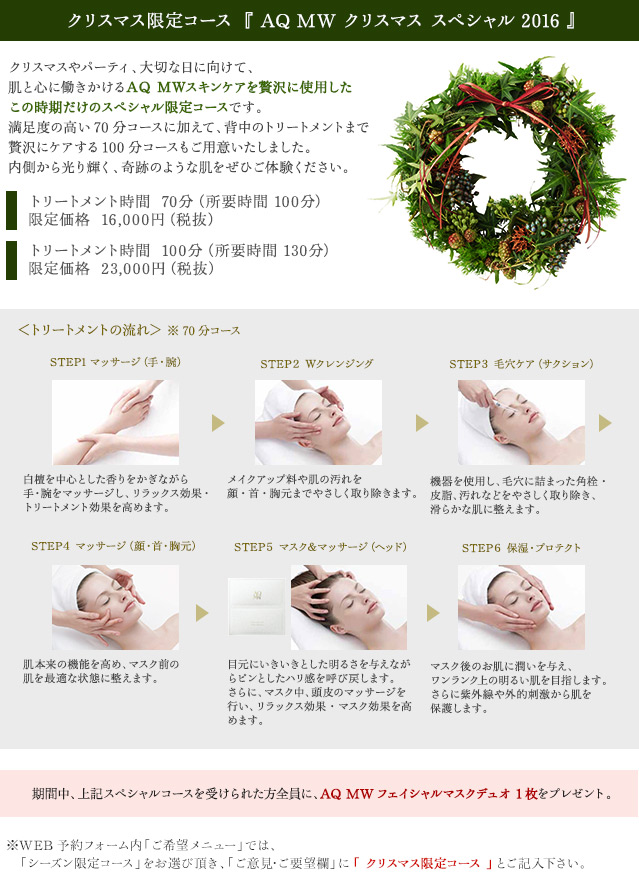 クリスマス限定コース 『 AQ MW クリスマス スペシャル 2016 』
クリスマスやパーティ、大切な日に向けて、
肌と心に働きかけるAQ MWスキンケアを贅沢に使用した
この時期だけのスペシャル限定コースです。
満足度の高い70分コースに加えて、背中のトリートメントまで
贅沢にケアする100分コースもご用意いたしました。
内側から光り輝く、奇跡のような肌をぜひご体験ください。
トリートメント時間 70分（所要時間 100分）
限定価格 16,000円（税抜）
トリートメント時間 100分（所要時間 130分）
限定価格 23,000円（税抜）
＜トリートメントの流れ＞ ※70分コース
STEP1 マッサージ（手・腕）
白檀を中心とした香りをかぎながら
手・腕をマッサージし、リラックス効果・
トリートメント効果を高めます。
STEP2 Wクレンジング
メイクアップ料や肌の汚れを
顔・首・胸元までやさしく取り除きます。
STEP3 毛穴ケア（サクション）
機器を使用し、毛穴に詰まった角栓・
皮脂、汚れなどをやさしく取り除き、
滑らかな肌に整えます。
STEP4 マッサージ（顔・首・胸元）
肌本来の機能を高め、マスク前の
肌を最適な状態に整えます。
STEP5 マスク&マッサージ（ヘッド）
目元にいきいきとした明るさを与えなが
らピンとしたハリ感を呼び戻します。
さらに、マスク中、頭皮のマッサージを
行い、リラックス効果・マスク効果を高
めます。
STEP6 保湿・プロテクト
マスク後のお肌に潤いを与え、
ワンランク上の明るい肌を目指します。
さらに紫外線や外的刺激から肌を
保護します。
期間中、上記スペシャルコースを受けられた方全員に、AQ MWフェイシャルマスクデュオ 1枚をプレゼント。
※WEB予約フォーム内「ご希望メニュー」では、
「シーズン限定コース」をお選び頂き、「ご意見・ご要望欄」に「 クリスマス限定コース 」とご記入下さい。